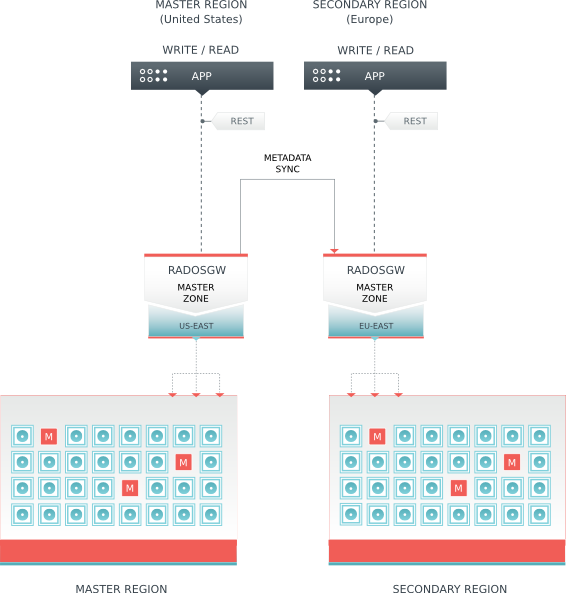 MASTER REGION
(United States)
SECONDARY REGION
(Europe)
WRITE / READ
WRITE / READ
APP
APP
REST
REST
METADATA
SYNC
RADOSGW
MASTER
ZONE
US-EAST
RADOSGW
MASTER
ZONE
EU-EAST
M
M
M
M
M
M
MASTER REGION
SECONDARY REGION